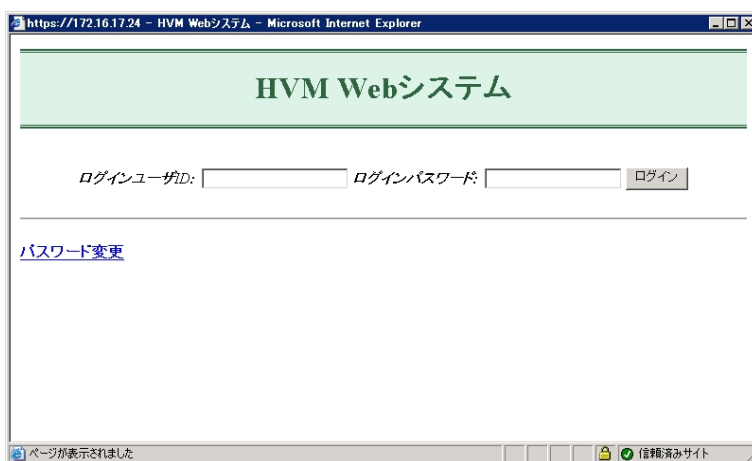 https://172.16.17.24 - HVM Webシステム - Microsoft Internet Explorer
HVM Webシステム
ログインユーザID: ログインパスワード: ログイン
パスワード変更
ページが表示されました 信頼済みサイト